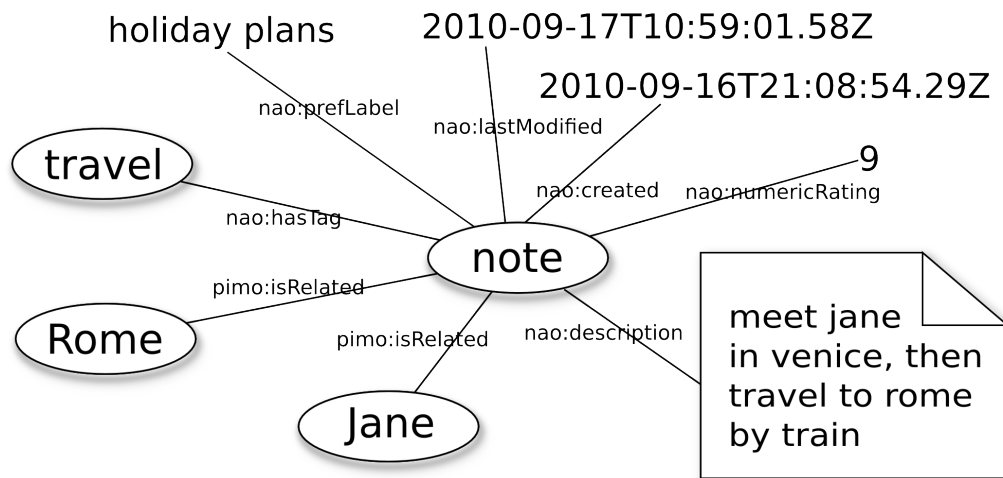 holiday plans
2010-09-17T10:59:01.58Z
2010-09-16T21:08:54.29Z
nao:prefLabel
nao:lastModified
travel
9
nao:created
nao:numericRating
nao:hasTag
note
pimo:isRelated
Rome
pimo:isRelated
nao:description
Jane
meet jane
in venice, then
travel to rome
by train